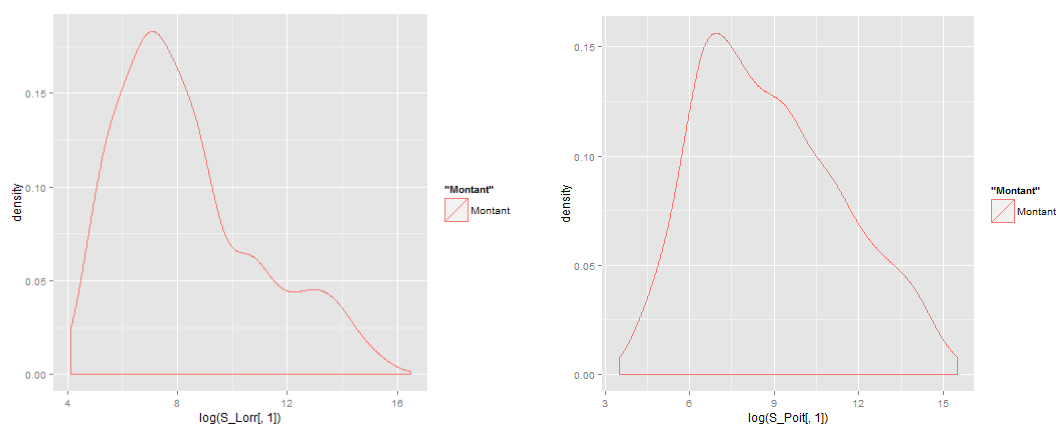 0.15
0.10
0.05
0.00
density
4
8
12
16
log(S_Lorr[, 1])
"Montant"
Montant
0.15
0.10
0.05
0.00
density
3
6
9
12
15
log(S_Poit[, 1])
"Montant"
Montant